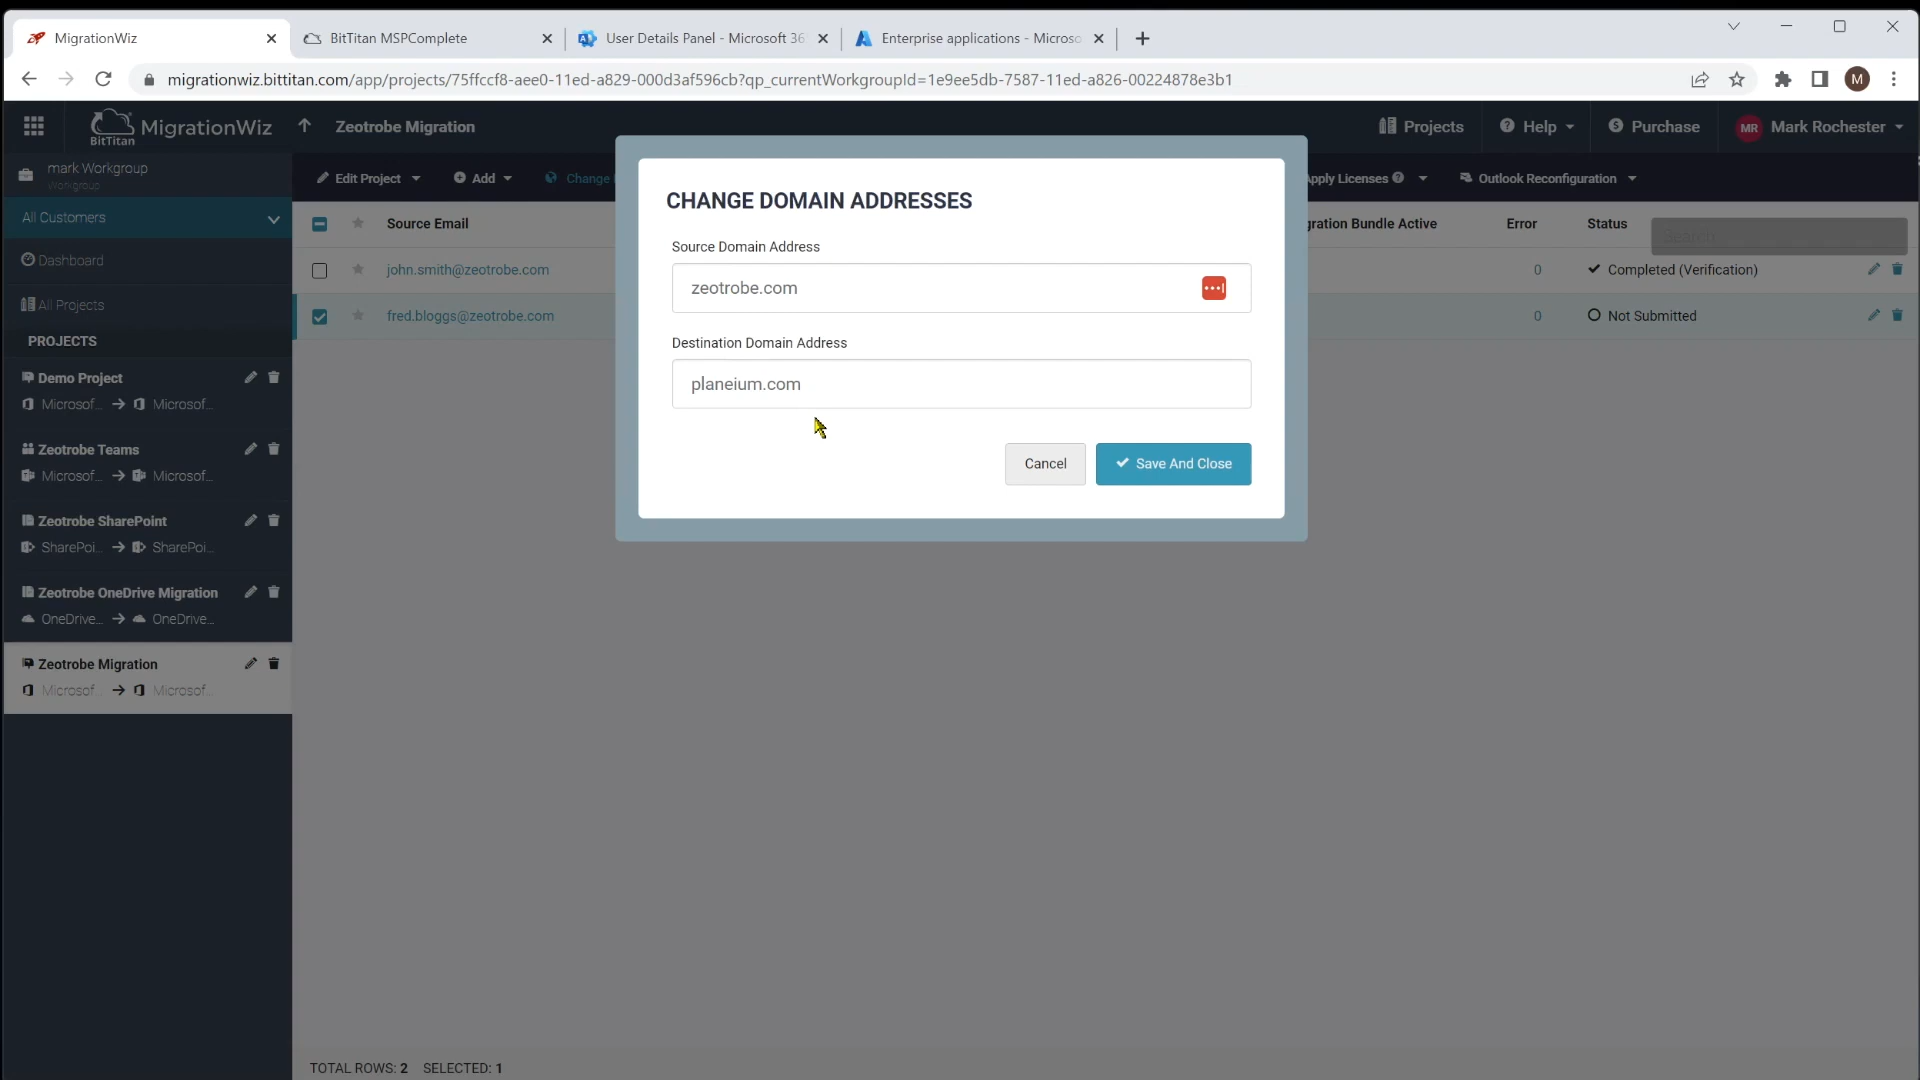 MigrationWiz
BitTitan MSPComplete
User Details Panel - Microsoft 36
Enterprise applications - Micros
migrationwiz.bittitan.com/app/projects/75ffccf8-aee0-11ed-a829-000d3af596cb?qp_currentWorkgroupId=1e9ee5db-7587-11ed-a826-00224878e3b1
M
BitTitan MigrationWiz
Zeotrobe Migration
Projects
Help
Purchase
MR Mark Rochester
mark Workgroup
Workgroup
All Customers
Dashboard
All Projects
PROJECTS
Demo Project
Microsof... Microsof...
Zeotrobe Teams
Microsof... Microsof...
Zeotrobe SharePoint
SharePoi... SharePoi...
Zeotrobe OneDrive Migration
OneDrive... OneDrive...
Zeotrobe Migration
Microsof... Microsof...
Edit Project
Add
Change
Apply Licenses
Outlook Reconfiguration
Source Email
gration Bundle Active
Error
Status
Search
john.smith@zeotrobe.com
0
Completed (Verification)
fred.bloggs@zeotrobe.com
0
Not Submitted
CHANGE DOMAIN ADDRESSES
Source Domain Address
zeotrobe.com
Destination Domain Address
planeium.com
Cancel
Save And Close
TOTAL ROWS: 2 SELECTED: 1